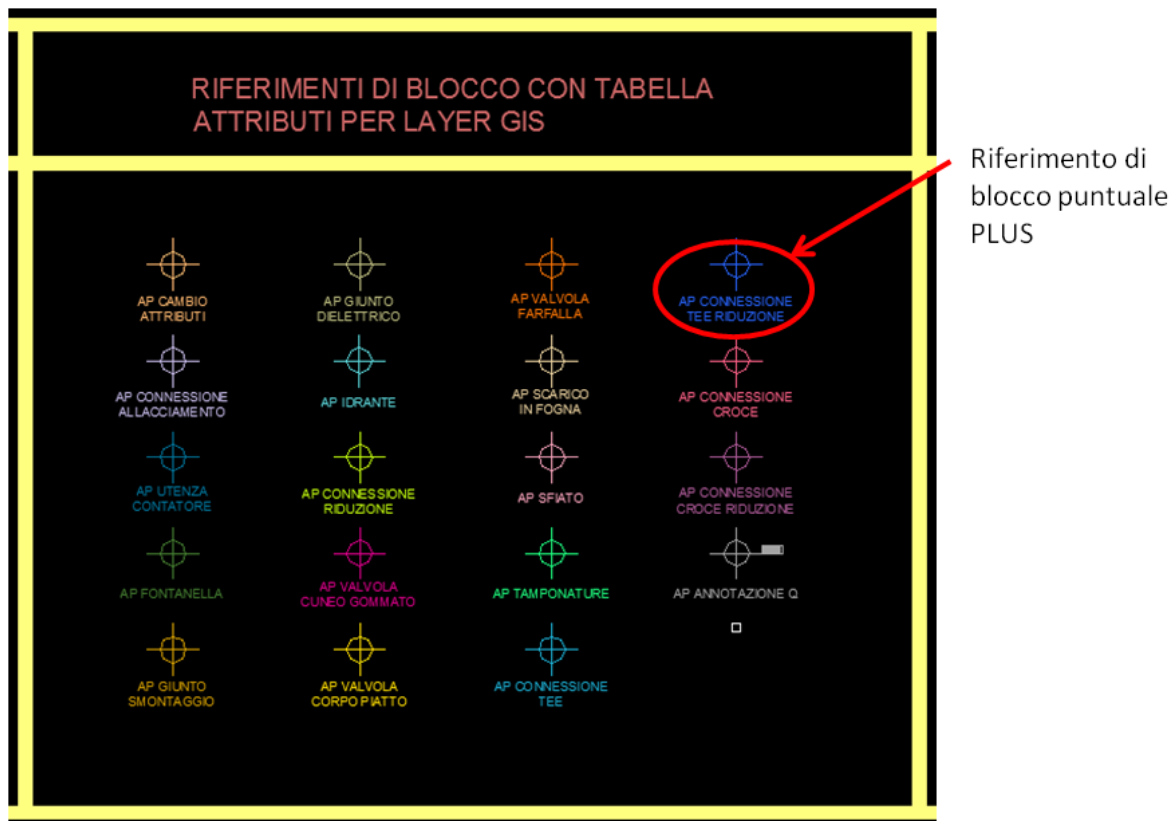 RIFERIMENTI DI BLOCCO CON TABELLA
ATTRIBUTI PER LAYER GIS
Riferimento di
blocco puntuale
PLUS
AP CAMBIO
ATTRIBUTI
AP GIUNTO
DIELETTRICO
AP VALVOLA
FARFALLA
AP CONNESSIONE
TEE RIDUZIONE
AP CONNESSIONE
ALLACCIAMENTO
AP IDRANTE
AP SCARICO
IN FOGNA
AP CONNESSIONE
CROCE
AP UTENZA
CONTATORE
AP CONNESSIONE
RIDUZIONE
AP SFIATO
AP CONNESSIONE
CROCE RIDUZIONE
AP FONTANELLA
AP VALVOLA
CUNEO GOMMATO
AP TAMPONATURE
AP ANNOTAZIONE Q
AP GIUNTO
SMONTAGGIO
AP VALVOLA
CORPO PIATTO
AP CONNESSIONE
TEE